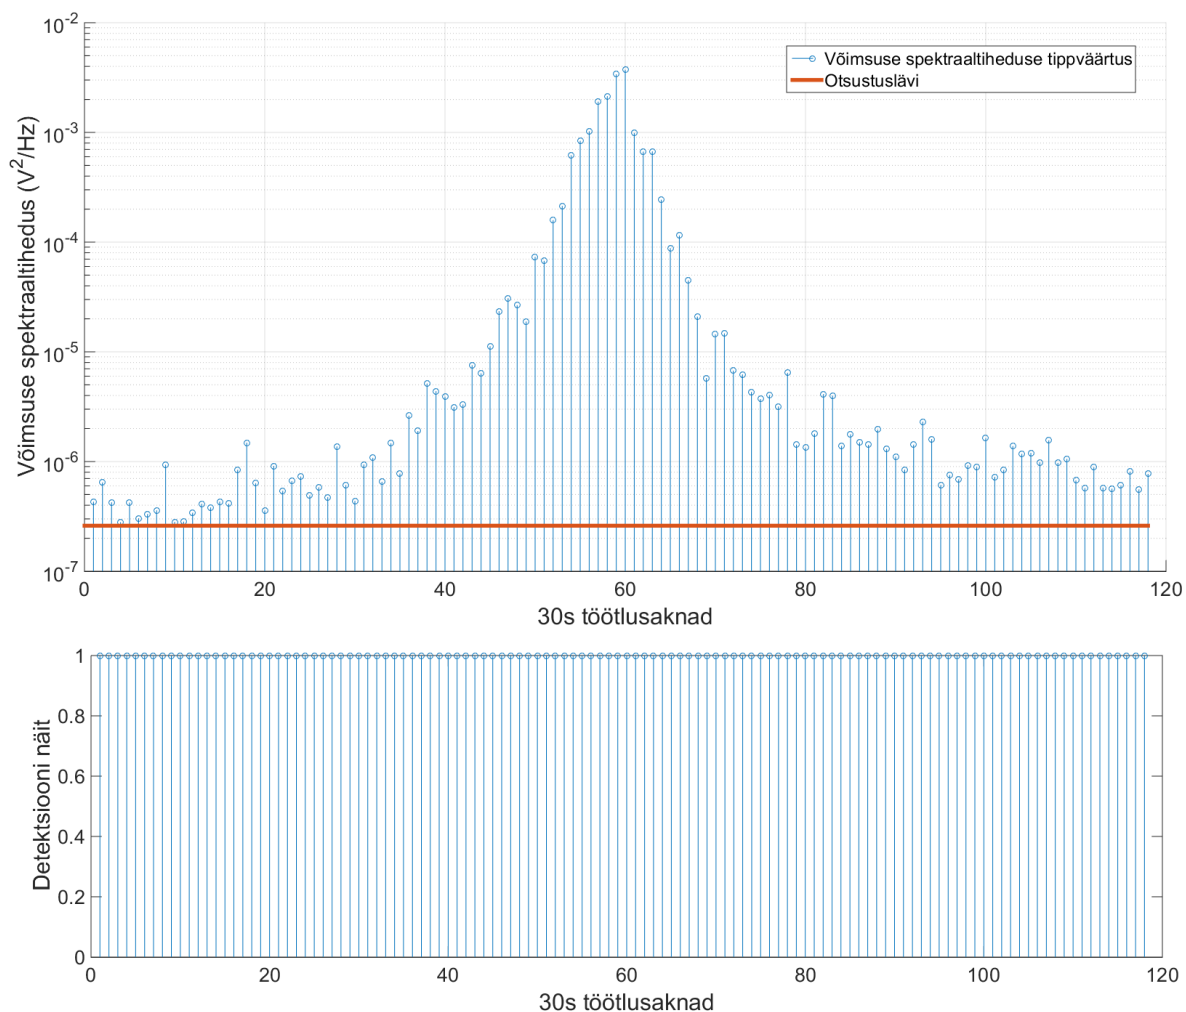 10-2
10-3
10-4
10-5
10-6
10-7
Võimsuse spektraaltihedus (V2/Hz)
Võimsuse spektraaltiheduse tippväärtus
Otsustuslävi
0 20 40 60 80 100 120
30s töötlusaknad
1
0.8
0.6
0.4
0.2
0
Detektsiooni näit
0 20 40 60 80 100 120
30s töötlusaknad